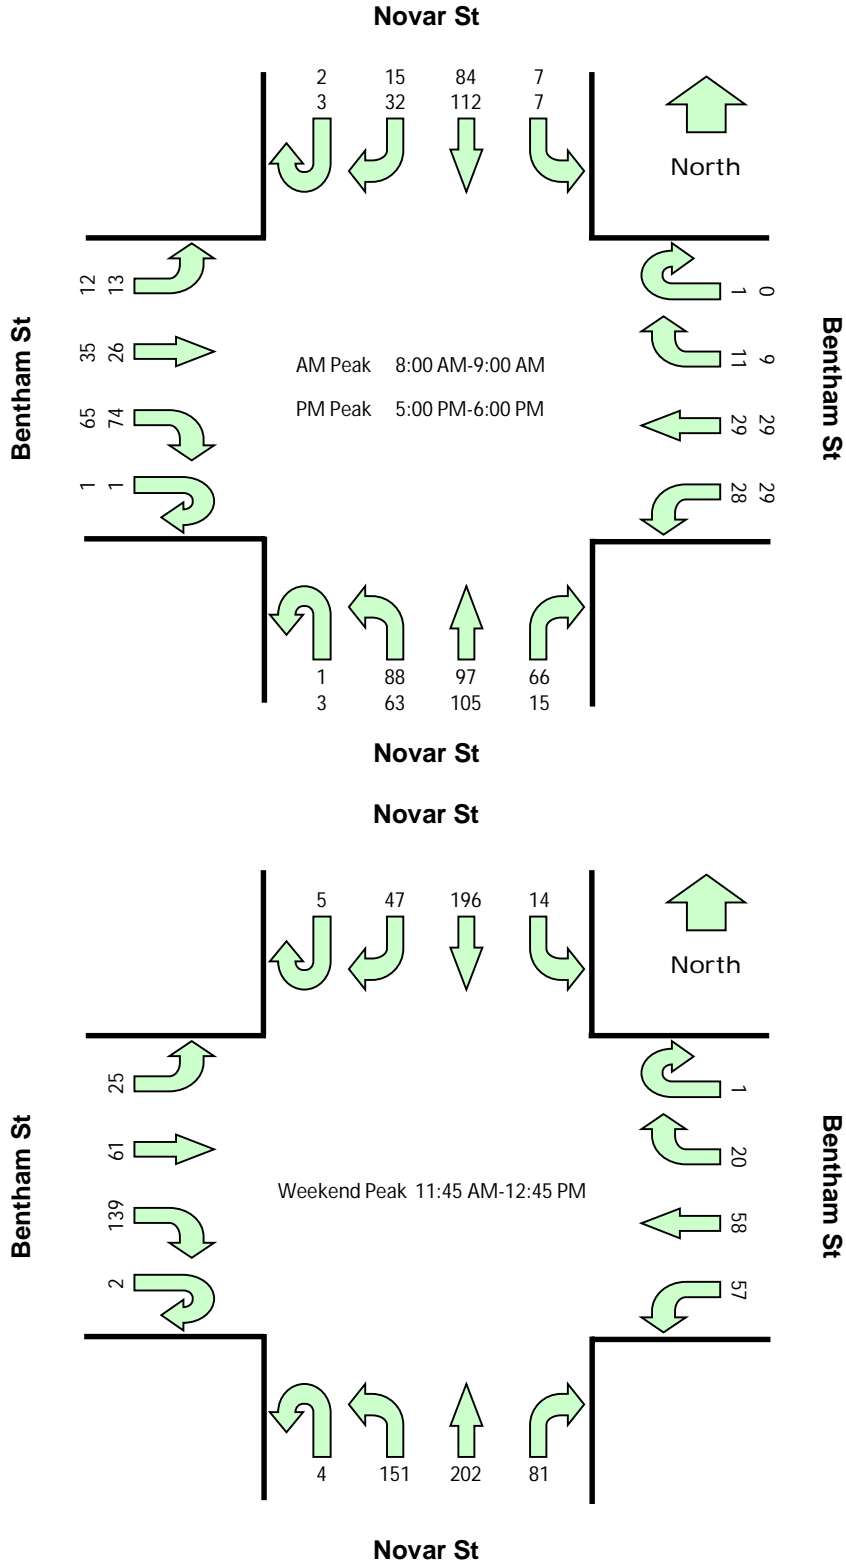 Novar St
2 15 84 7
3 32 112 7
North
12 13
1 0
35 26
11 9
Bentham St
Bentham St
AM Peak 8:00 AM-9:00 AM
PM Peak 5:00 PM-6:00 PM
65 74
29 29
1 1
28 29
1 88 97 66
3 63 105 15
Novar St
Novar St
5 47 196 14
North
25
1
61
20
Bentham St
Bentham St
Weekend Peak 11:45 AM-12:45 PM
139
58
2
57
4 151 202 81
Novar St